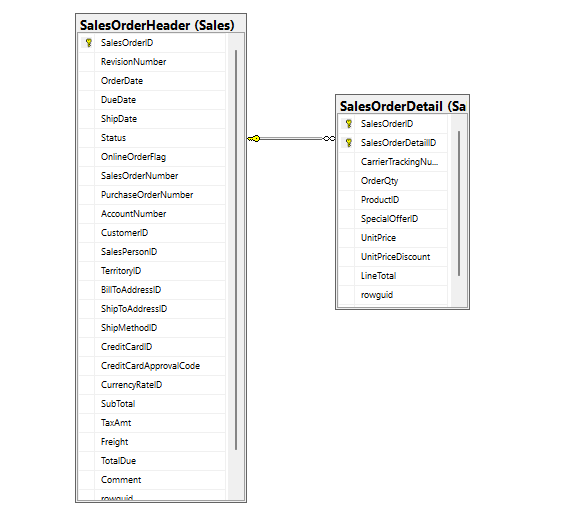 SalesOrderHeader (Sales)
SalesOrderID
RevisionNumber
OrderDate
DueDate
ShipDate
Status
OnlineOrderFlag
SalesOrderNumber
PurchaseOrderNumber
AccountNumber
CustomerID
SalesPersonID
TerritoryID
BillToAddressID
ShipToAddressID
ShipMethodID
CreditCardID
CreditCardApprovalCode
CurrencyRateID
SubTotal
TaxAmt
Freight
TotalDue
Comment
rowguid
SalesOrderDetail (Sa
SalesOrderID
SalesOrderDetailID
CarrierTrackingNu...
OrderQty
ProductID
SpecialOfferID
UnitPrice
UnitPriceDiscount
LineTotal
rowguid